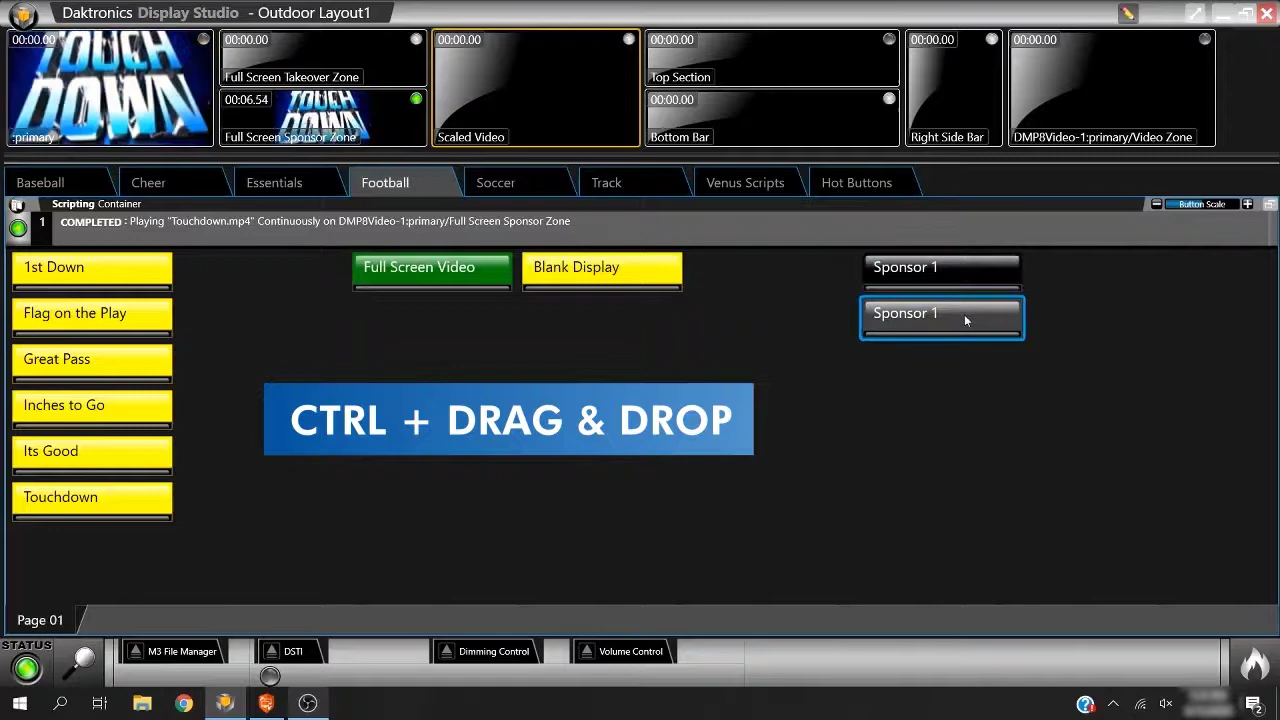 Daktronics Display Studio - Outdoor Layout1
00:00.00
TOUCH
DOWN
:primary
00:00.00
Full Screen Takeover Zone
00:06.54
TOUCH
DOWN
Full Screen Sponsor Zone
00:00.00
Scaled Video
00:00.00
Top Section
00:00.00
Bottom Bar
00:00.00
Right Side Bar
00:00.00
DMP8Video-1:primary/Video Zone
Baseball
Cheer
Essentials
Football
Soccer
Track
Venus Scripts
Hot Buttons
Scripting Container
Button Scale
1
COMPLETED : Playing "Touchdown.mp4" Continuously on DMP8Video-1:primary/Full Screen Sponsor Zone
1st Down
Full Screen Video
Blank Display
Sponsor 1
Flag on the Play
Sponsor 1
Great Pass
Inches to Go
CTRL + DRAG & DROP
Its Good
Touchdown
Page 01
STATUS
M3 File Manager
DSTI
Dimming Control
Volume Control
2